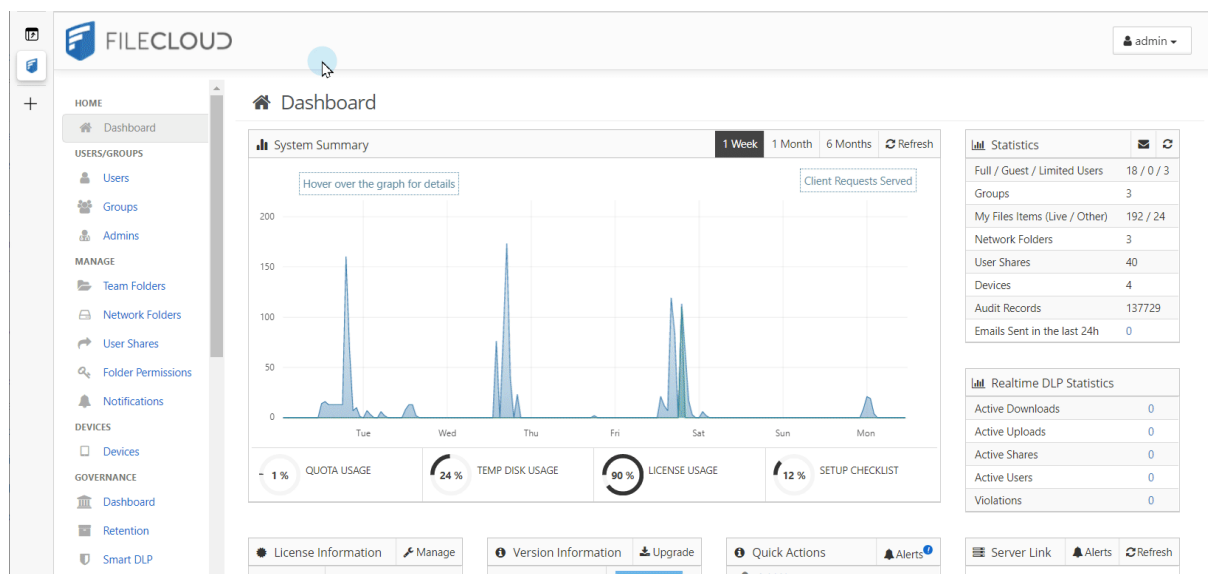 FILECLOUD
admin
HOME
Dashboard
USERS/GROUPS
Users
Groups
Admins
MANAGE
Team Folders
Network Folders
User Shares
Folder Permissions
Notifications
DEVICES
Devices
GOVERNANCE
Dashboard
Retention
Smart DLP
Dashboard
System Summary
1 Week 1 Month 6 Months Refresh
Hover over the graph for details
Client Requests Served
200
150
100
50
0
Tue Wed Thu Fri Sat Sun Mon
1 % QUOTA USAGE
24 % TEMP DISK USAGE
90 % LICENSE USAGE
12 % SETUP CHECKLIST
Statistics
Full / Guest / Limited Users 18 / 0 / 3
Groups 3
My Files Items (Live / Other) 192 / 24
Network Folders 3
User Shares 40
Devices 4
Audit Records 137729
Emails Sent in the last 24h 0
Realtime DLP Statistics
Active Downloads 0
Active Uploads 0
Active Shares 0
Active Users 0
Violations 0
License Information Manage
Version Information Upgrade
Quick Actions Alerts
Server Link Alerts Refresh